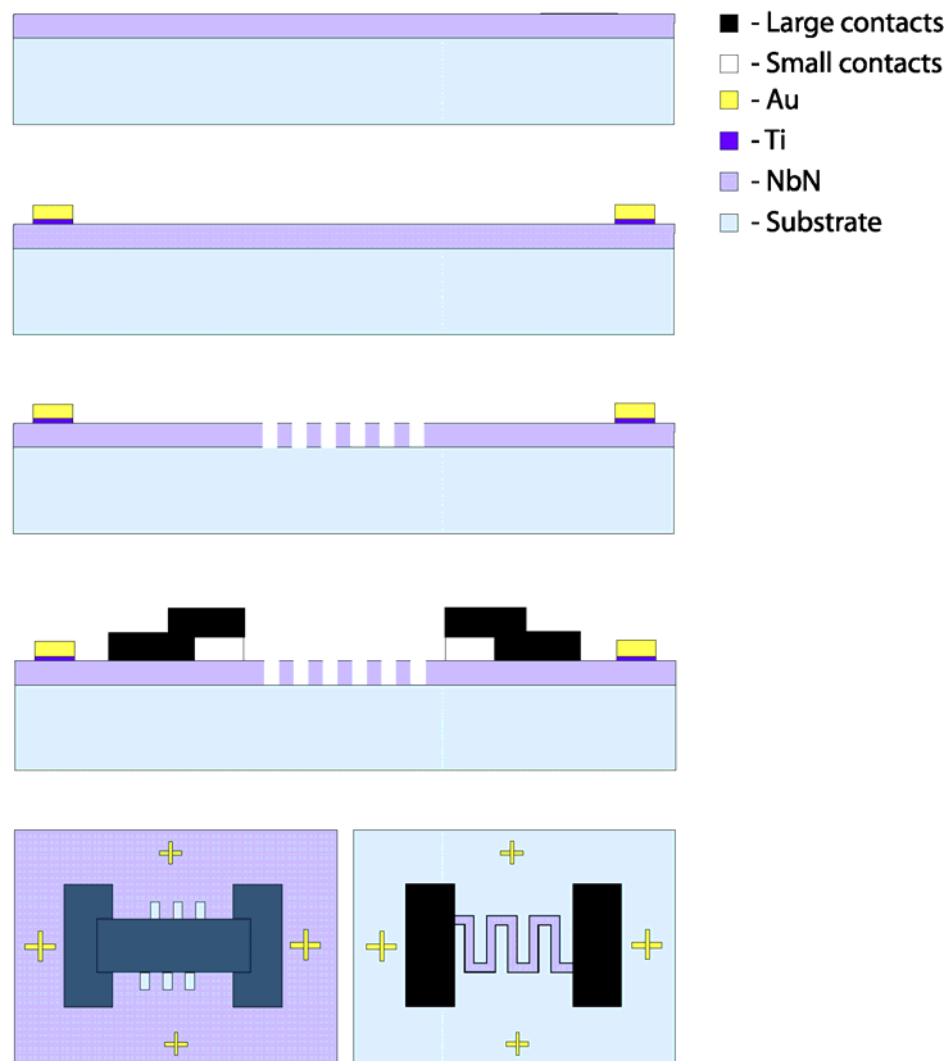 - Large contacts
- Small contacts
- Au
- Ti
- NbN
- Substrate